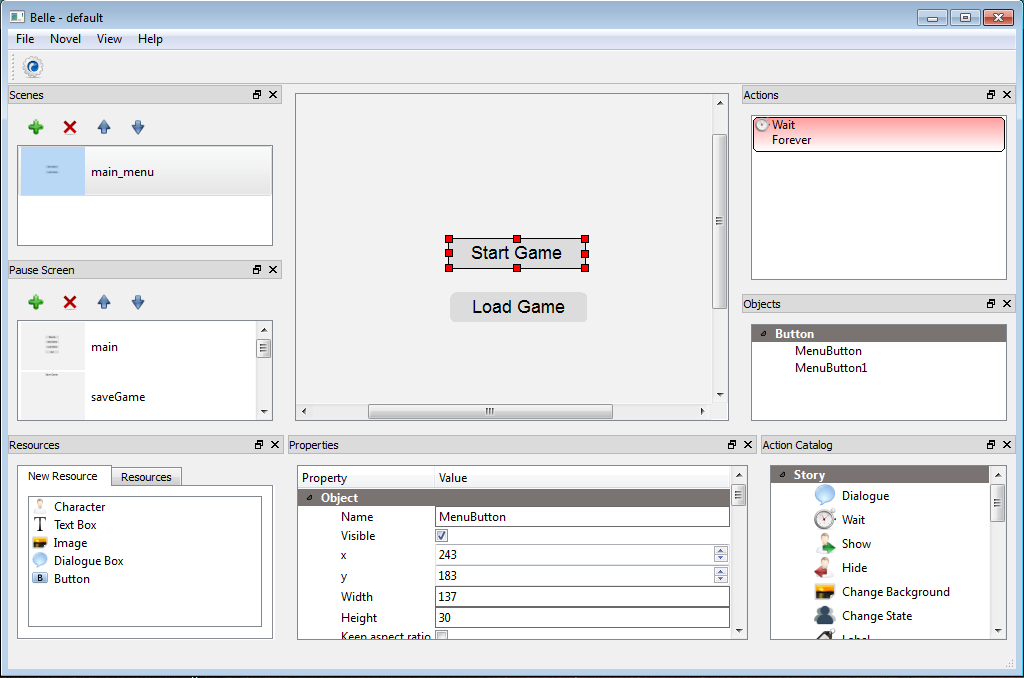 Belle - default
File Novel View Help
Scenes
main_menu
Pause Screen
main
saveGame
Start Game
Load Game
Actions
Wait
Forever
Objects
Button
MenuButton
MenuButton1
Resources
New Resource Resources
Character
Text Box
Image
Dialogue Box
B Button
Properties
Property Value
Object
Name MenuButton
Visible
x 243
y 183
Width 137
Height 30
Keep aspect ratio
Action Catalog
Story
Dialogue
Wait
Show
Hide
Change Background
Change State
Label